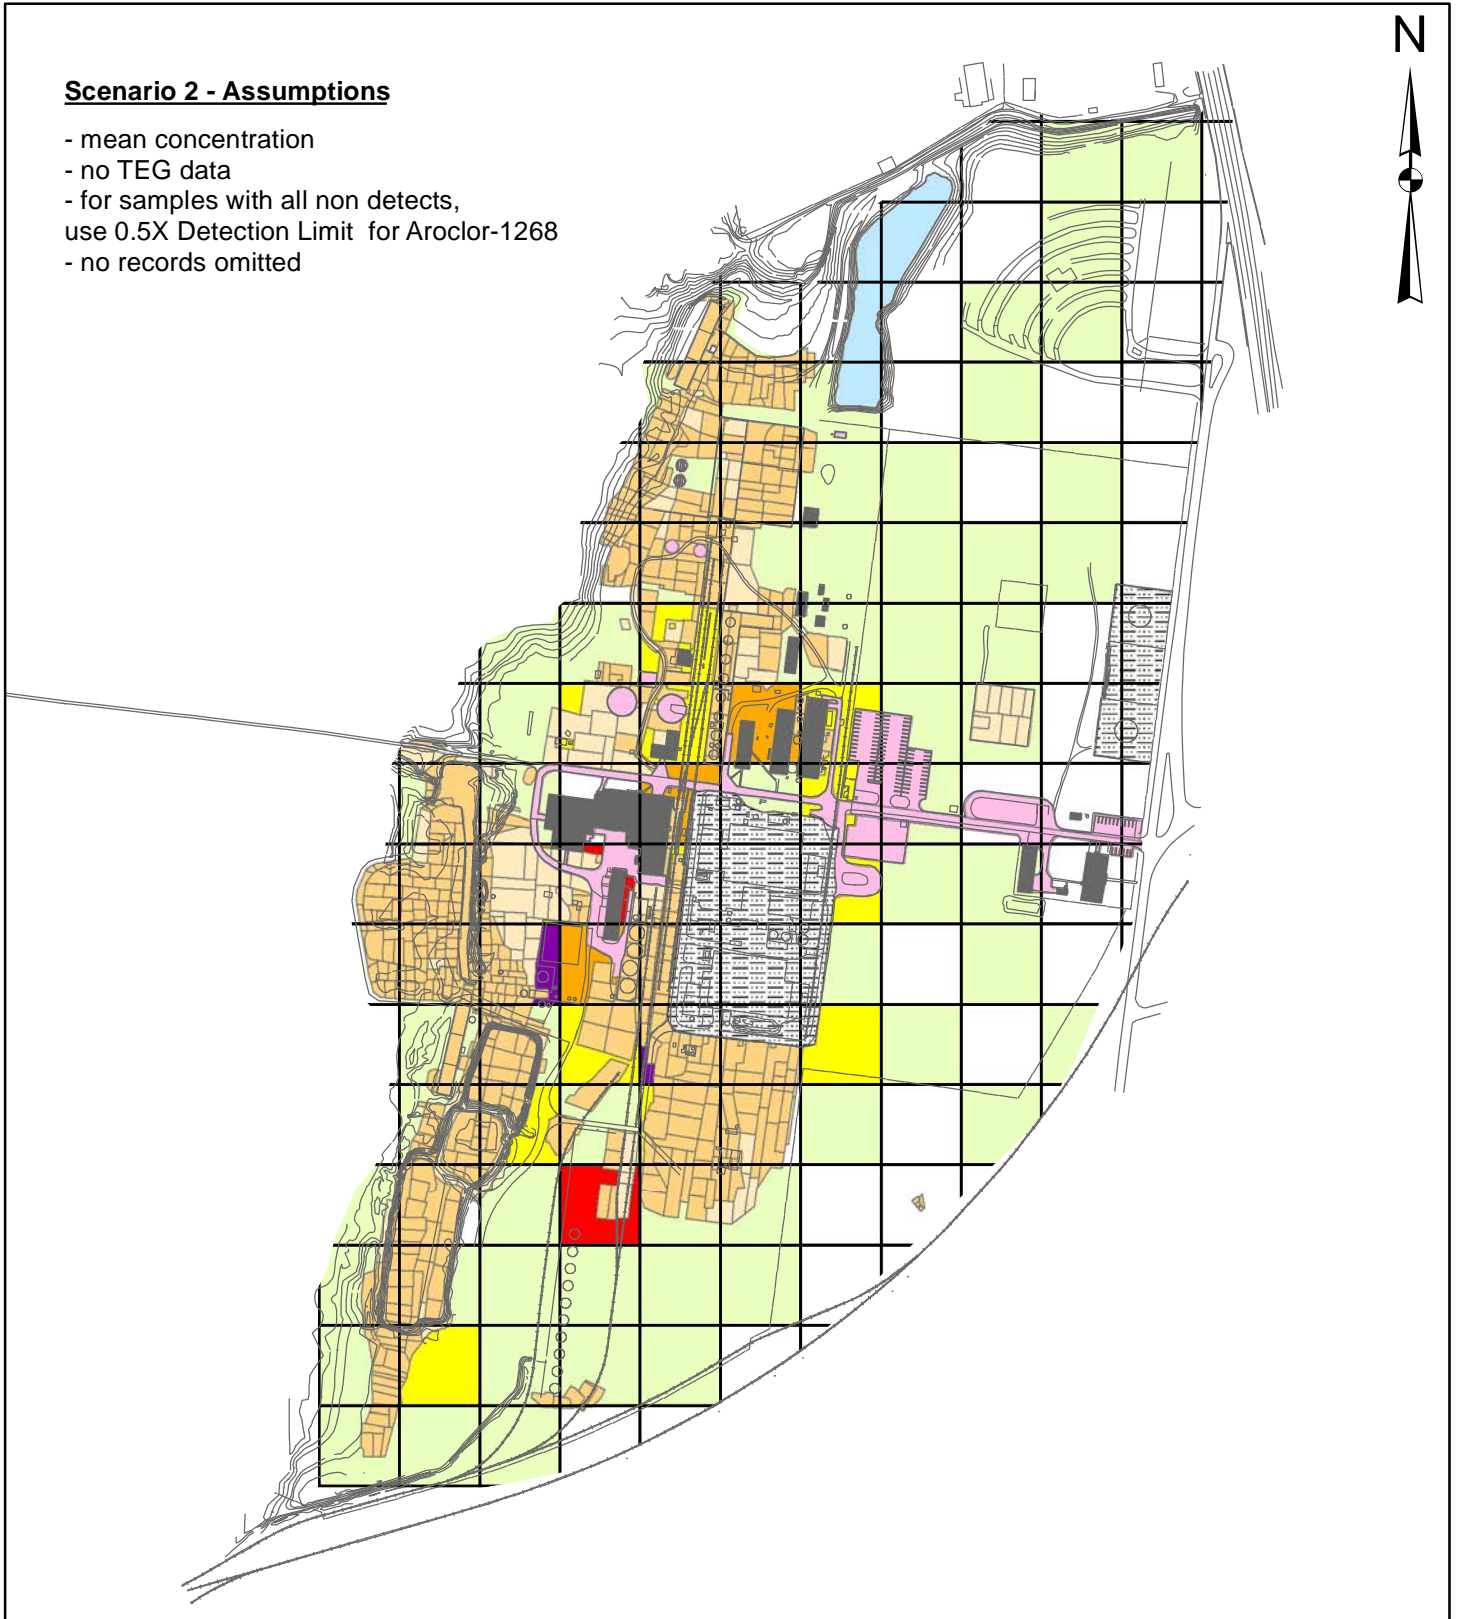 N
Scenario 2 - Assumptions
- mean concentration
- no TEG data
- for samples with all non detects,
use 0.5X Detection Limit for Aroclor-1268
- no records omitted